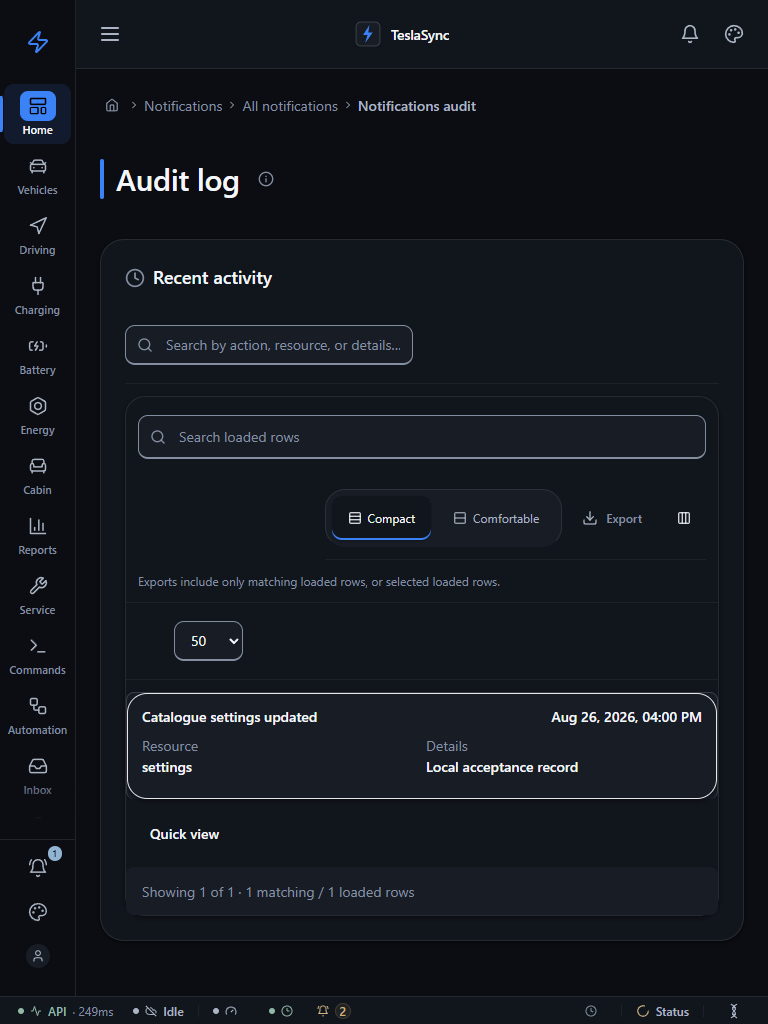 TeslaSync
Home
Vehicles
Driving
Charging
Battery
Energy
Cabin
Reports
Service
Commands
Automation
Inbox
1
Notifications
All notifications
Notifications audit
Audit log
Recent activity
Search by action, resource, or details...
Search loaded rows
Compact
Comfortable
Export
Exports include only matching loaded rows, or selected loaded rows.
50
Catalogue settings updated
Aug 26, 2026, 04:00 PM
Resource
Details
settings
Local acceptance record
Quick view
Showing 1 of 1 · 1 matching / 1 loaded rows
API · 249ms
Idle
2
Status